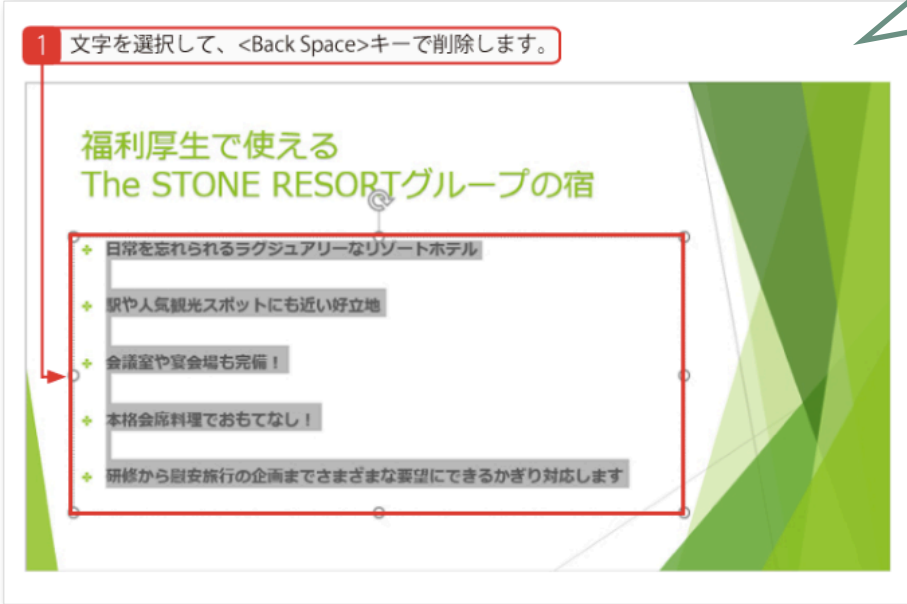 1 文字を選択して、<Back Space>キーで削除します。
福利厚生で使える
The STONE RESORTグループの宿
日常を忘れられるラグジュアリーなリゾートホテル
駅や人気観光スポットにも近い好立地
会議室や宴会場も完備！
本格会席料理でおもてなし！
研修から慰安旅行の企画までさまざまな要望にできるかぎり対応します